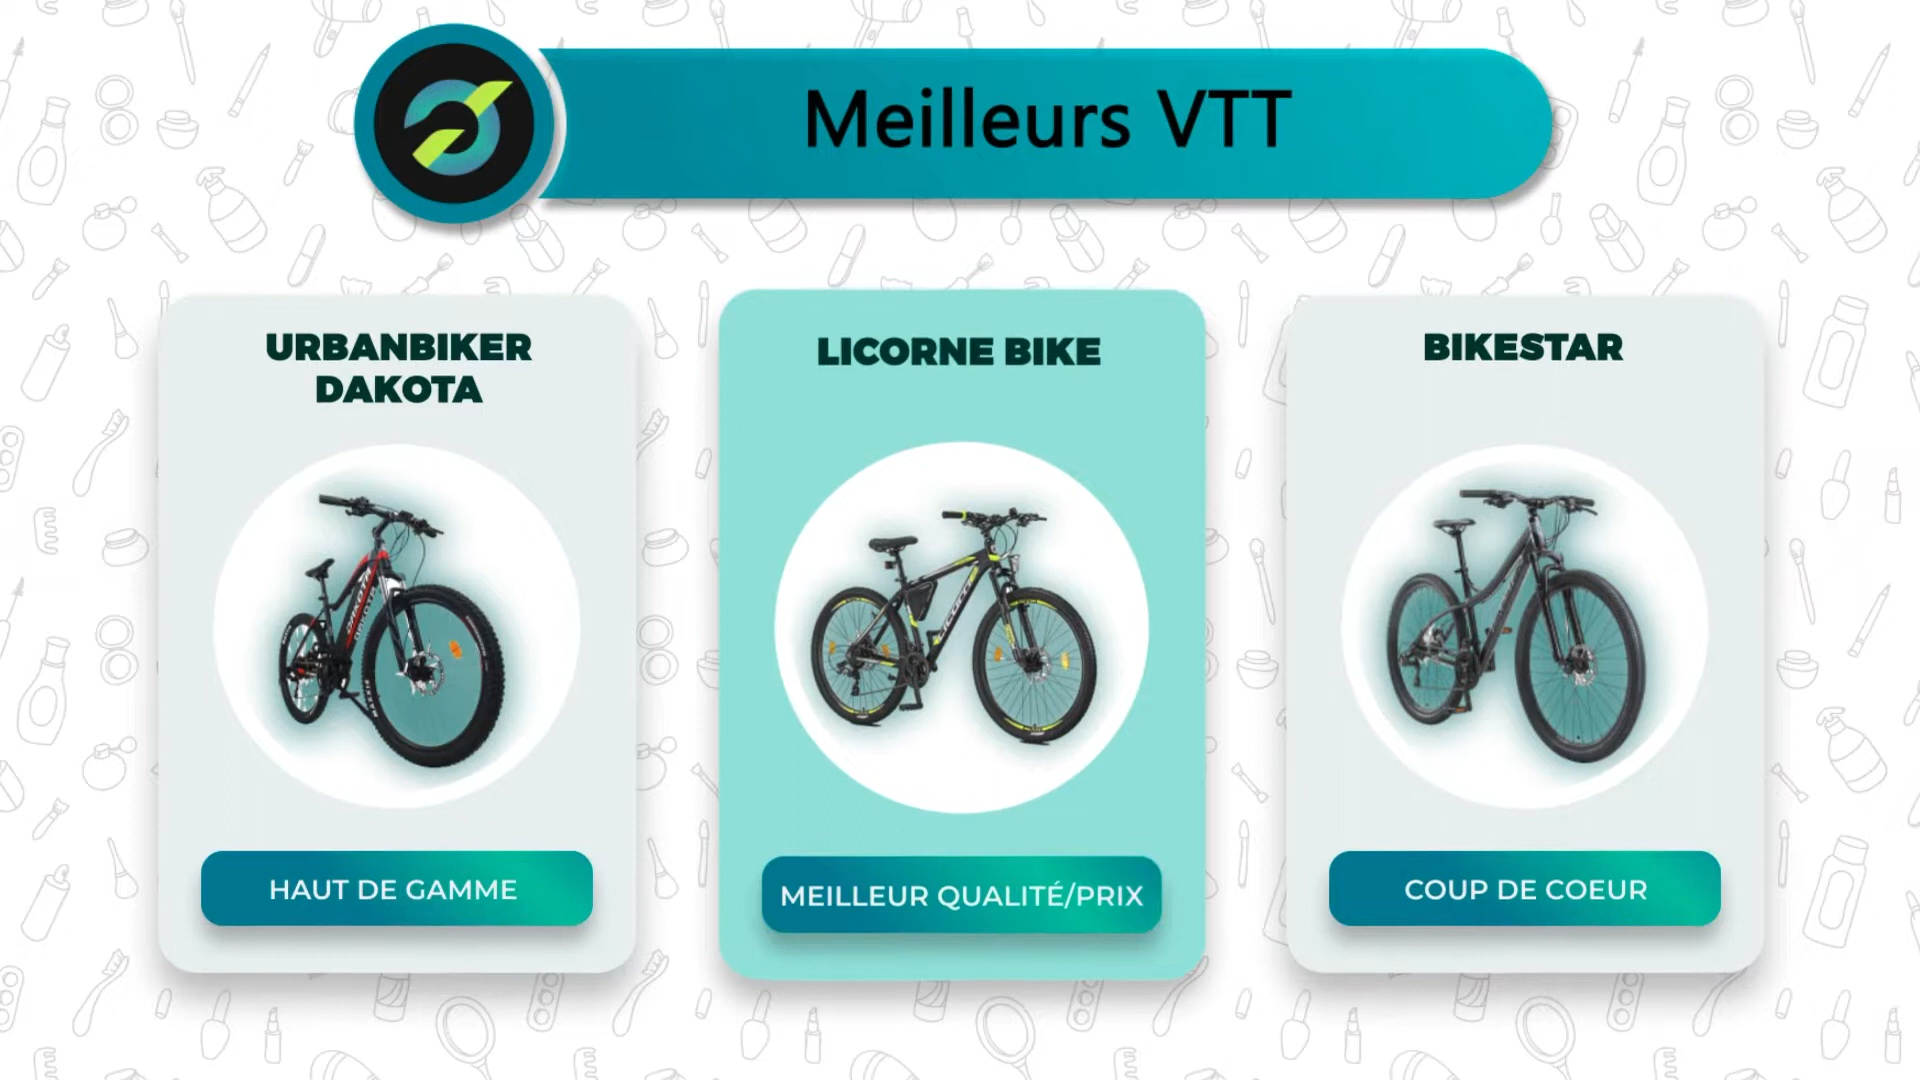 Meilleurs VTT
URBANBIKER
DAKOTA
HAUT DE GAMME
LICORNE BIKE
MEILLEUR QUALITÉ/PRIX
BIKESTAR
COUP DE COEUR